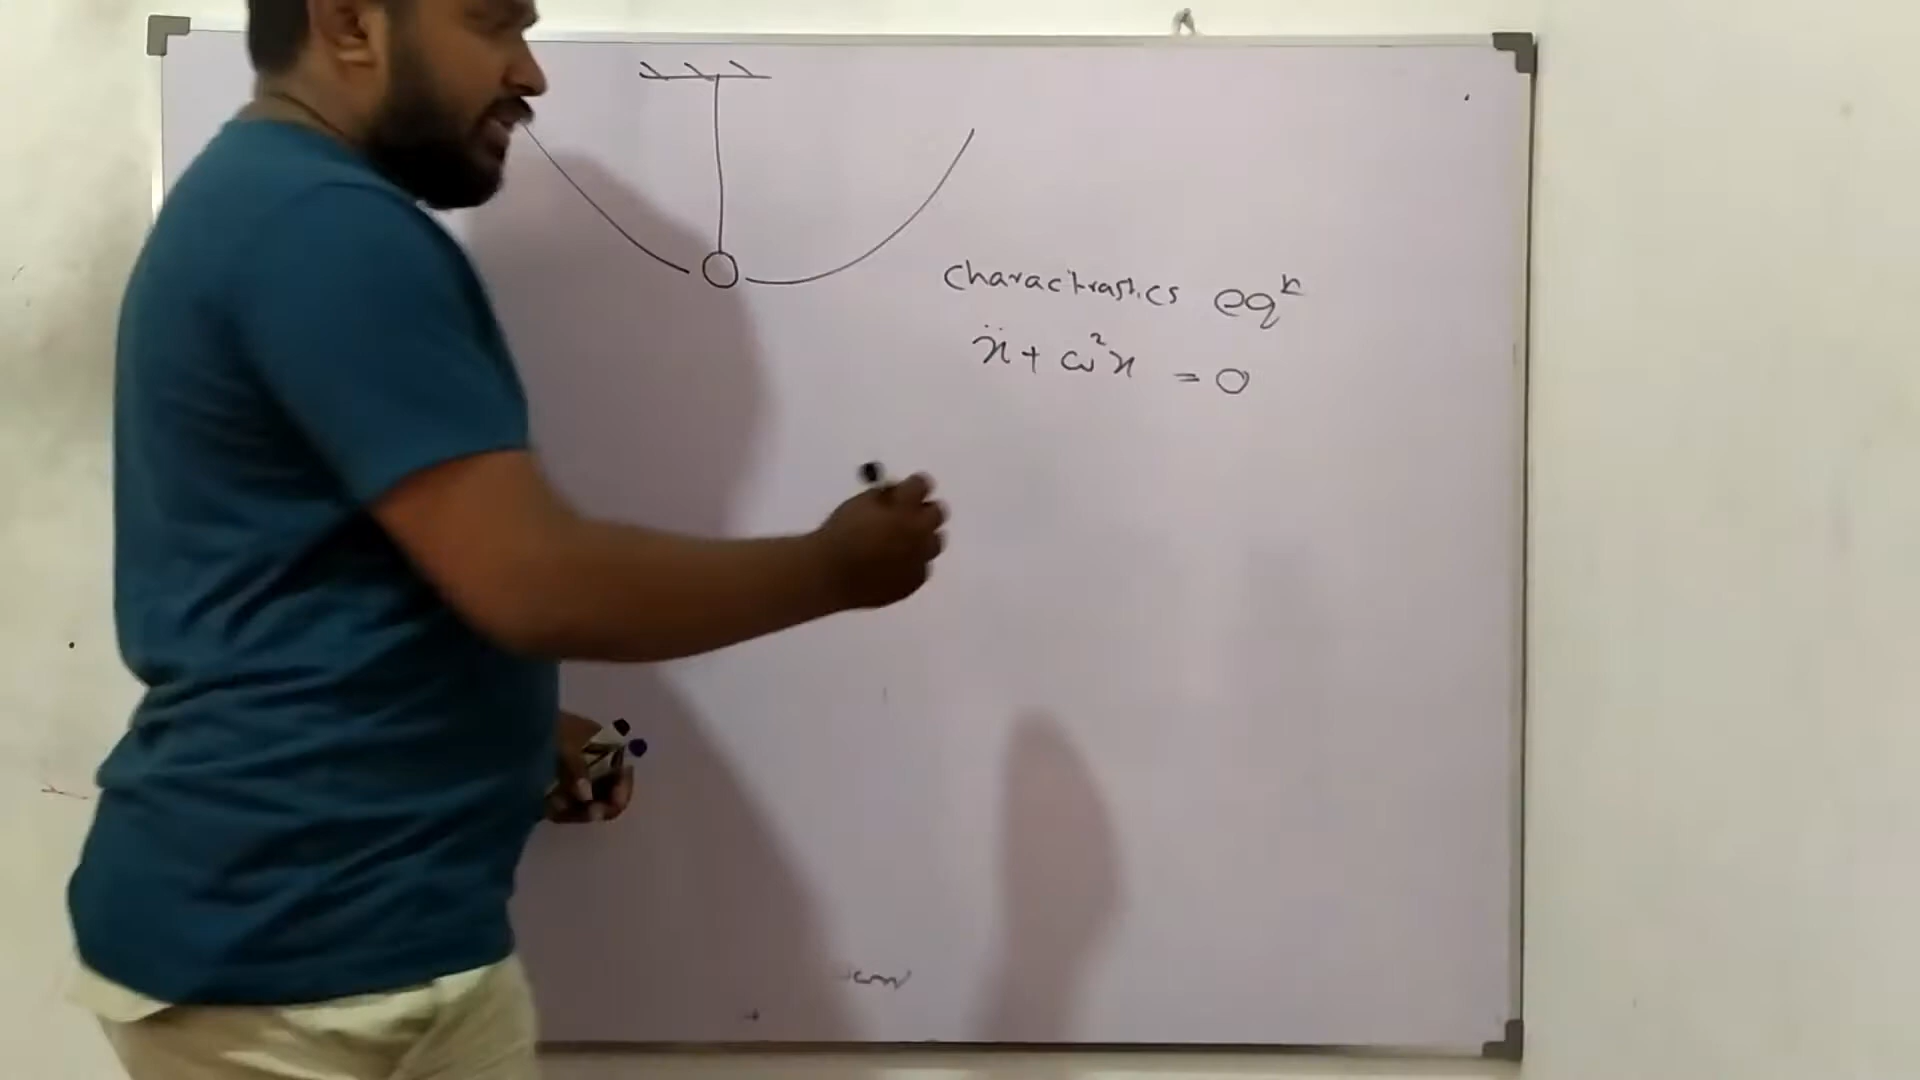 charactrastics eqⁿ
ẍ + ω²x = 0